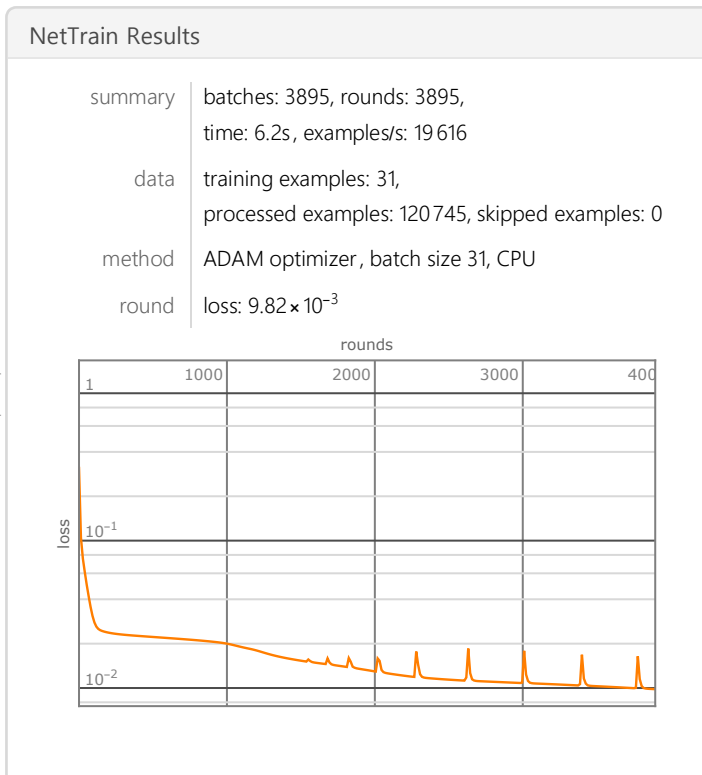 NetTrain Results
summary
batches: 3895, rounds: 3895,
time: 6.2s, examples/s: 19616
data
training examples: 31,
processed examples: 120745, skipped examples: 0
method
ADAM optimizer, batch size 31, CPU
round
loss: 9.82×10⁻³
rounds
1000 2000 3000 400
1
10⁻¹
10⁻²
loss